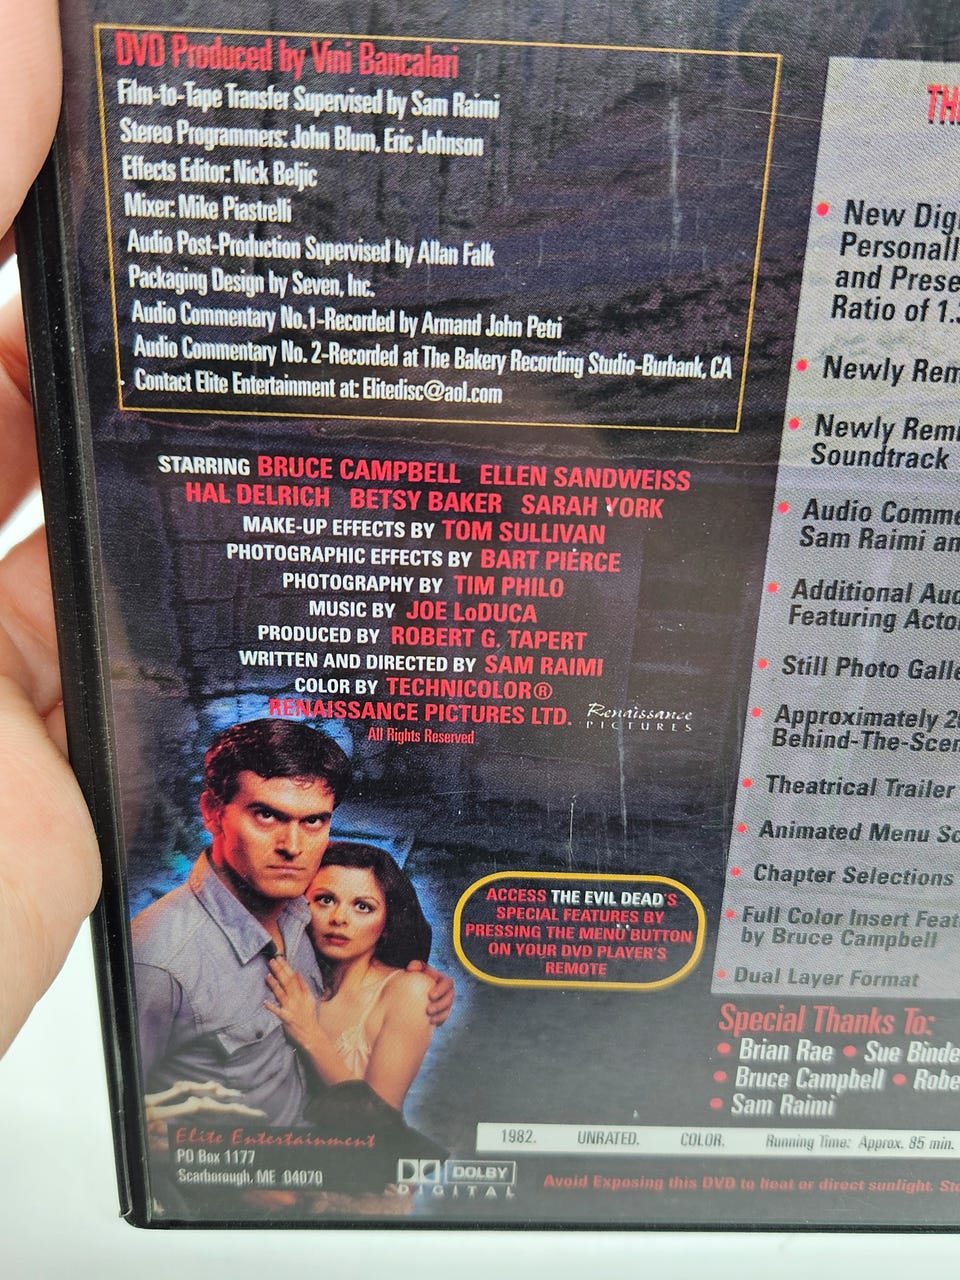 DVD Produced by Vini Bancalari
Film-to-Tape Transfer Supervised by Sam Raimi
Stereo Programmers: John Blum, Eric Johnson
Effects Editor: Nick Beljic
Mixer: Mike Piastrelli
Audio Post-Production Supervised by Allan Falk
Packaging Design by Seven, Inc.
Audio Commentary No.1-Recorded by Armand John Petri
Audio Commentary No. 2-Recorded at The Bakery Recording Studio-Burbank, CA
Contact Elite Entertainment at: Elitedisc@aol.com
STARRING BRUCE CAMPBELL ELLEN SANDWEISS
HAL DELRICH BETSY BAKER SARAH YORK
MAKE-UP EFFECTS BY TOM SULLIVAN
PHOTOGRAPHIC EFFECTS BY BART PIERCE
PHOTOGRAPHY BY TIM PHILO
MUSIC BY JOE LoDUCA
PRODUCED BY ROBERT G. TAPERT
WRITTEN AND DIRECTED BY SAM RAIMI
COLOR BY TECHNICOLOR®
RENAISSANCE PICTURES LTD.
Renaissance
PICTURES
All Rights Reserved
ACCESS THE EVIL DEAD'S
SPECIAL FEATURES BY
PRESSING THE MENU BUTTON
ON YOUR DVD PLAYER'S
REMOTE
TH
• New Dig
Personall
and Prese
Ratio of 1.3
• Newly Rem
• Newly Remi
Soundtrack
• Audio Comme
Sam Raimi an
• Additional Aud
Featuring Acto
• Still Photo Galle
• Approximately 2
Behind-The-Scen
• Theatrical Trailer
• Animated Menu Sc
• Chapter Selections
• Full Color Insert Feat
by Bruce Campbell
• Dual Layer Format
Special Thanks To:
• Brian Rae • Sue Binde
• Bruce Campbell • Robe
• Sam Raimi
1982. UNRATED. COLOR. Running Time: Approx. 85 min.
Elite Entertainment
PO Box 1177
Scarborough, ME 04070
DOLBY
DIGITAL
Avoid Exposing this DVD to heat or direct sunlight. Sto